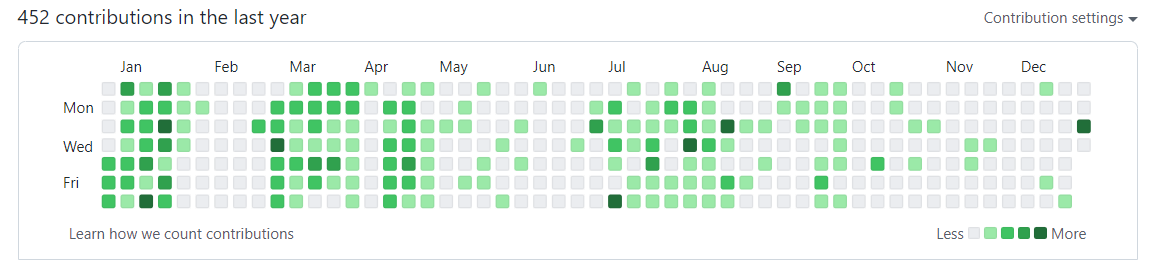 452 contributions in the last year
Contribution settings
Jan Feb Mar Apr May Jun Jul Aug Sep Oct Nov Dec
Mon
Wed
Fri
Learn how we count contributions
Less More